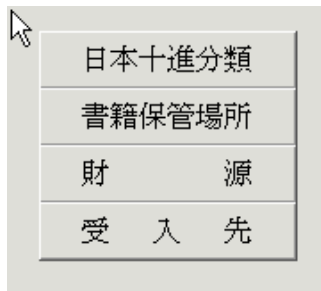 日本十進分類
書籍保管場所
財　　　源
受　入　先